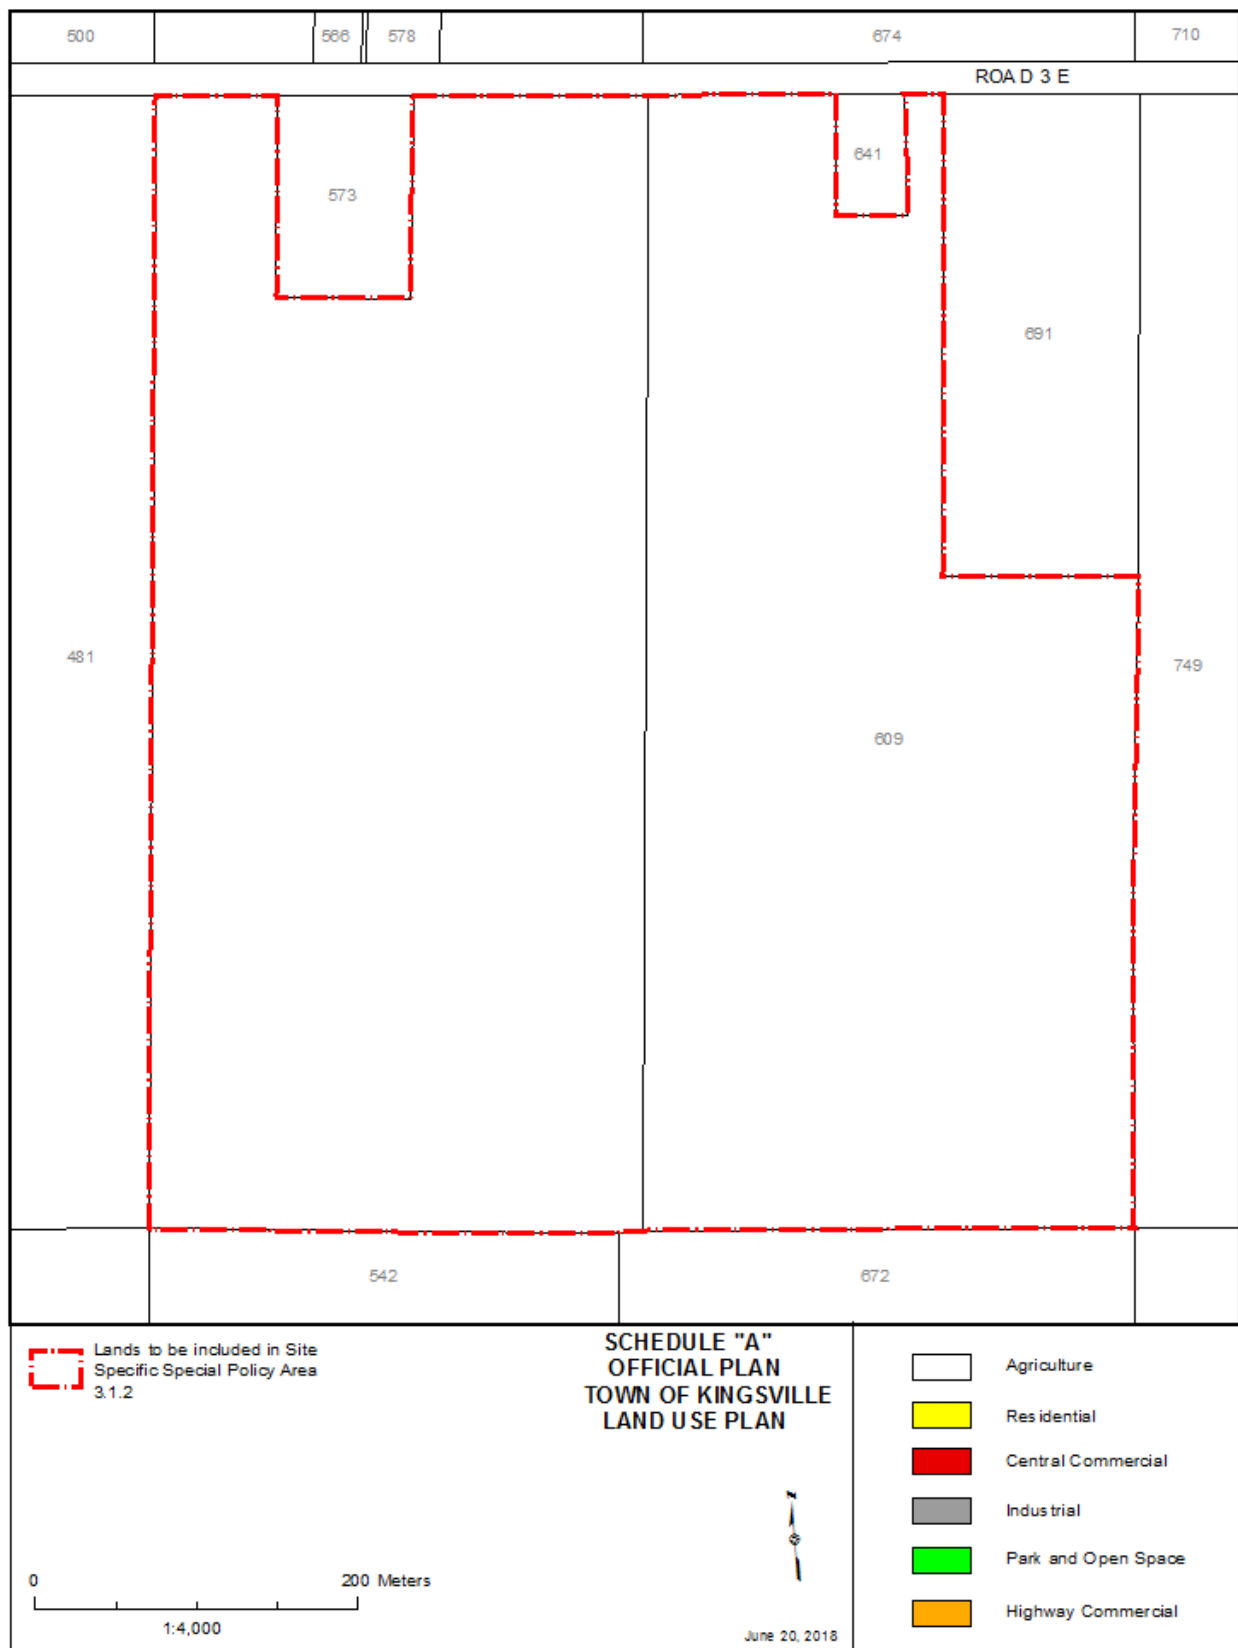 500
566
578
674
710
ROAD 3 E
641
573
691
481
749
609
542
672
Lands to be included in Site
Specific Special Policy Area
3.1.2
SCHEDULE "A"
OFFICIAL PLAN
TOWN OF KINGSVILLE
LAND USE PLAN
N
0 200 Meters
1:4,000
June 20, 2018
Agriculture
Residential
Central Commercial
Industrial
Park and Open Space
Highway Commercial